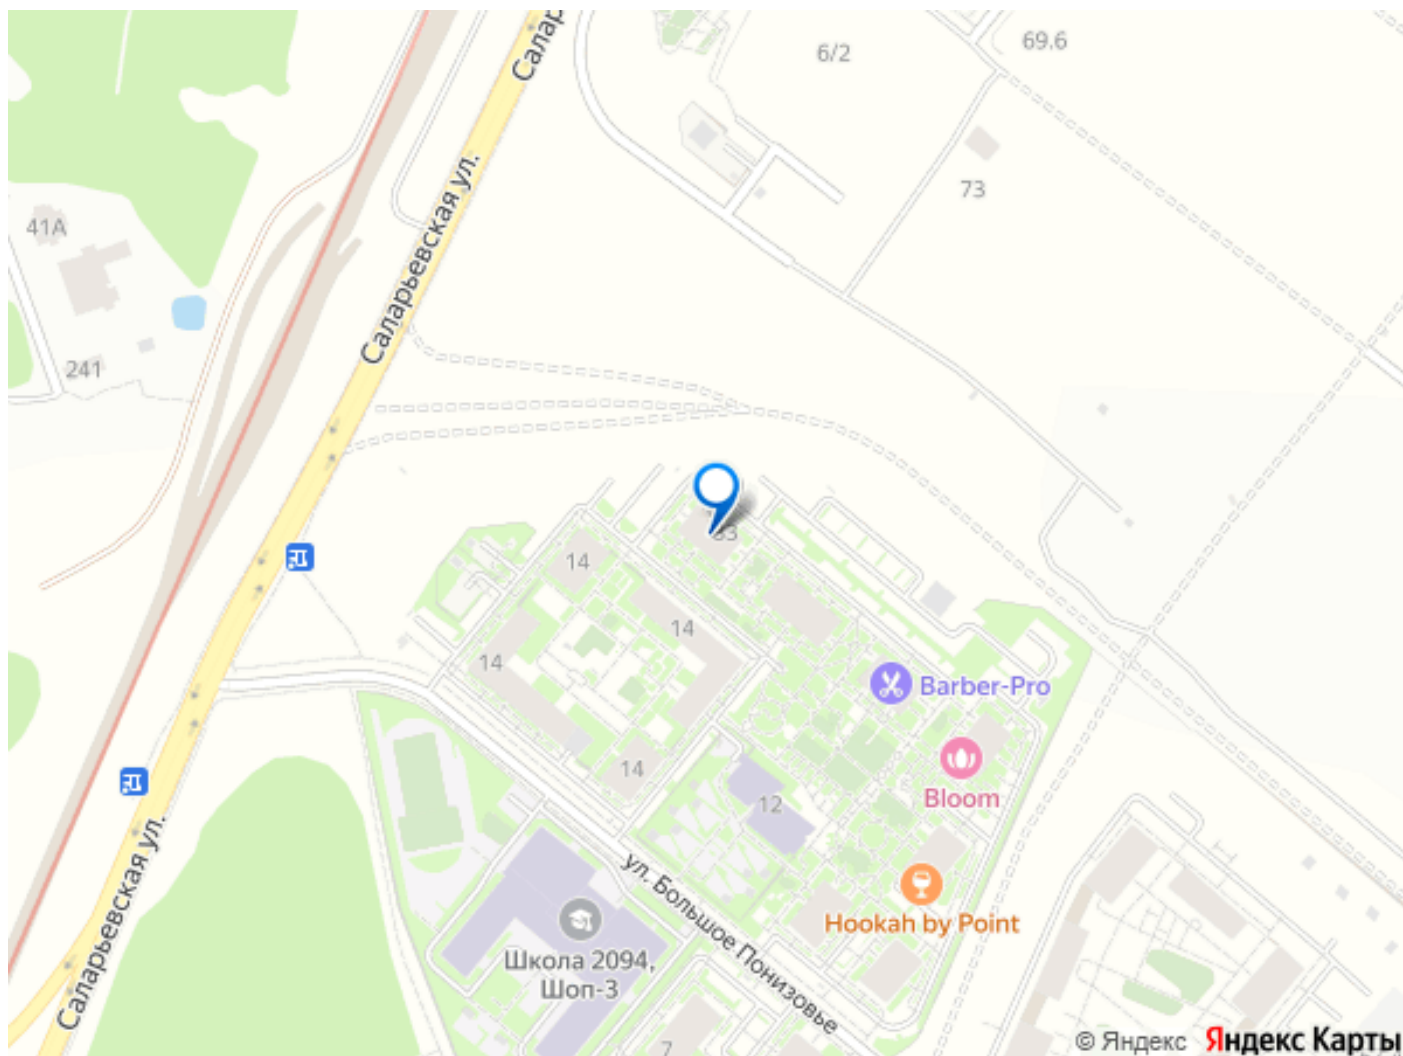 Салар
6/2
69.6
73
41А
Саларьевская ул.
241
33
14
14
14
14
12
Barber-Pro
Bloom
Hookah by Point
ул. Большое Понизовье
Школа 2094,
Шоп-3
Саларьевская ул.
7
© Яндекс Яндекс Карты